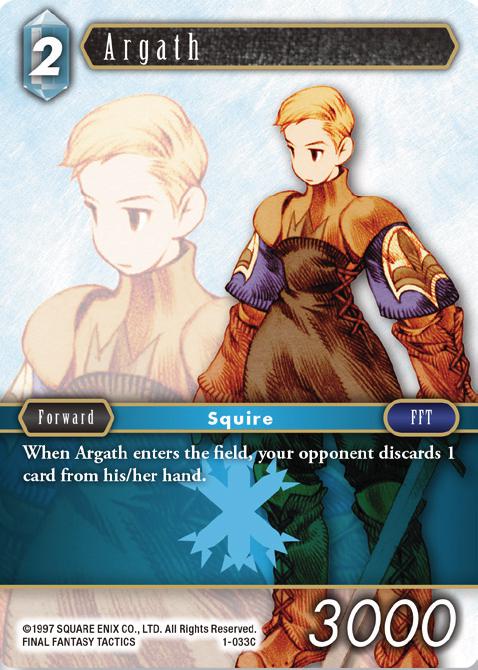 2
Argath
Forward
Squire
FFT
When Argath enters the field, your opponent discards 1
card from his/her hand.
©1997 SQUARE ENIX CO., LTD. All Rights Reserved.
FINAL FANTASY TACTICS
1-033C
3000